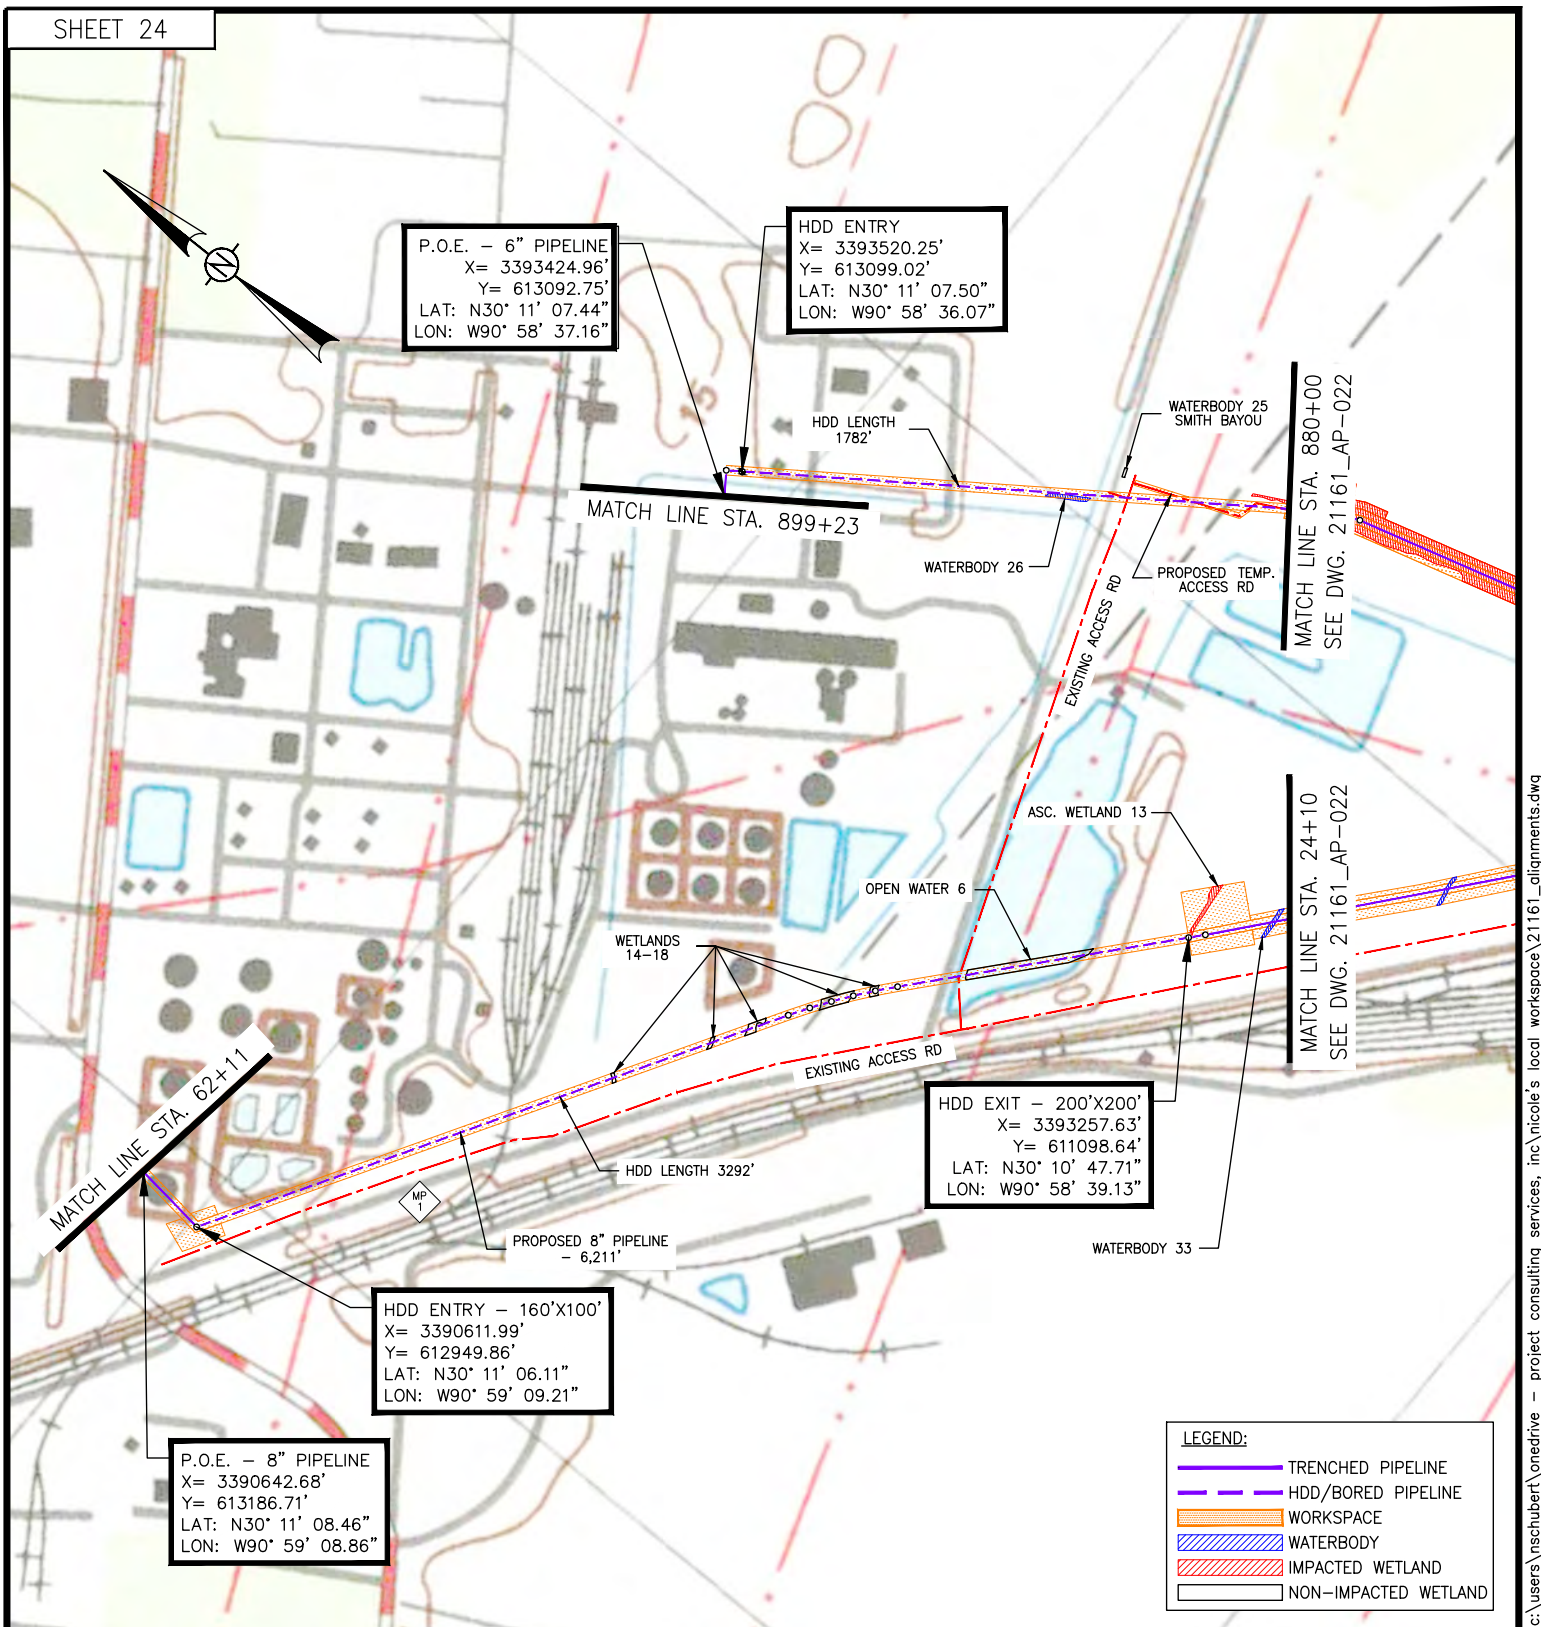 SHEET 24
N
P.O.E. – 6” PIPELINE
X= 3393424.96’
Y= 613092.75’
LAT: N30° 11’ 07.44”
LON: W90° 58’ 37.16”
HDD ENTRY
X= 3393520.25’
Y= 613099.02’
LAT: N30° 11’ 07.50”
LON: W90° 58’ 36.07”
15
HDD LENGTH
1782’
WATERBODY 25
SMITH BAYOU
MATCH LINE STA. 880+00
SEE DWG. 21161_AP-022
MATCH LINE STA. 899+23
WATERBODY 26
PROPOSED TEMP.
ACCESS RD
EXISTING ACCESS RD
ASC. WETLAND 13
MATCH LINE STA. 24+10
SEE DWG. 21161_AP-022
OPEN WATER 6
WETLANDS
14-18
EXISTING ACCESS RD
MATCH LINE STA. 62+11
HDD EXIT – 200’X200’
X= 3393257.63’
Y= 611098.64’
LAT: N30° 10’ 47.71”
LON: W90° 58’ 39.13”
HDD LENGTH 3292’
MP
1
PROPOSED 8” PIPELINE
– 6,211’
WATERBODY 33
HDD ENTRY – 160’X100’
X= 3390611.99’
Y= 612949.86’
LAT: N30° 11’ 06.11”
LON: W90° 59’ 09.21”
P.O.E. – 8” PIPELINE
X= 3390642.68’
Y= 613186.71’
LAT: N30° 11’ 08.46”
LON: W90° 59’ 08.86”
LEGEND:
TRENCHED PIPELINE
HDD/BORED PIPELINE
WORKSPACE
WATERBODY
IMPACTED WETLAND
NON-IMPACTED WETLAND
c:\users\nschubert\onedrive – project consulting services, inc\nicole's local workspace\21161_alignments.dwg